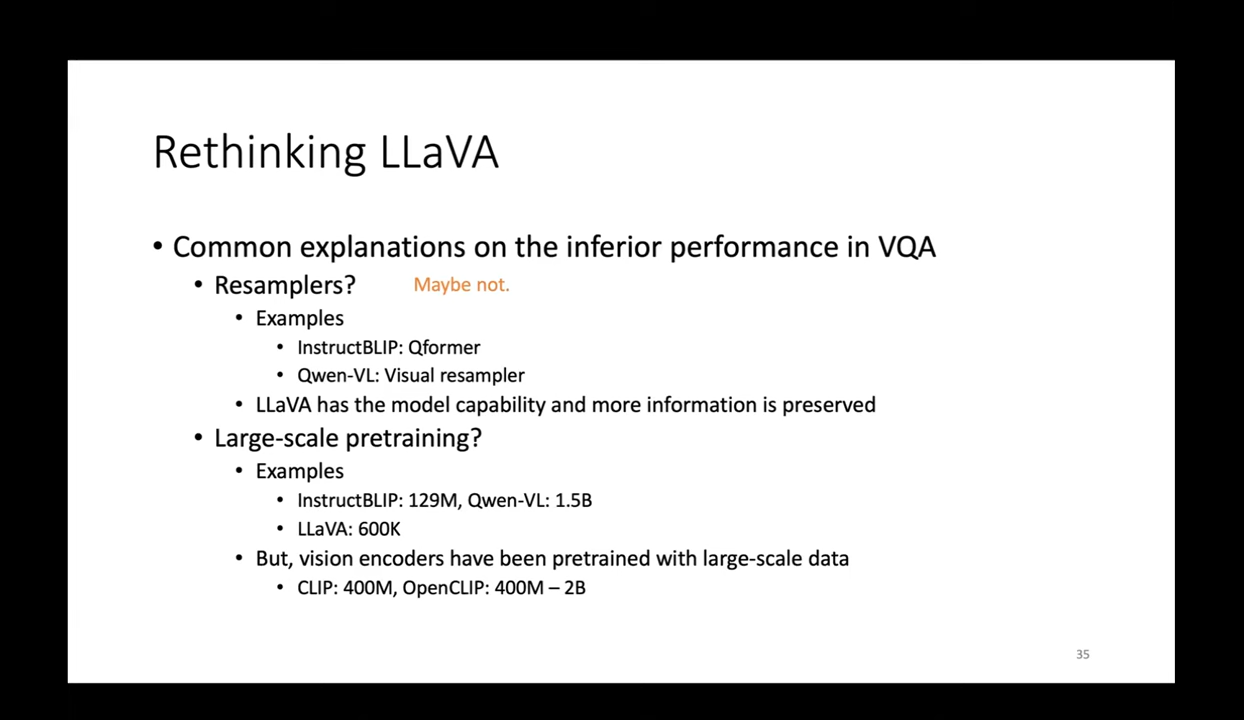 Rethinking LLaVA
• Common explanations on the inferior performance in VQA
• Resamplers? Maybe not.
• Examples
• InstructBLIP: Qformer
• Qwen-VL: Visual resampler
• LLaVA has the model capability and more information is preserved
• Large-scale pretraining?
• Examples
• InstructBLIP: 129M, Qwen-VL: 1.5B
• LLaVA: 600K
• But, vision encoders have been pretrained with large-scale data
• CLIP: 400M, OpenCLIP: 400M – 2B
35